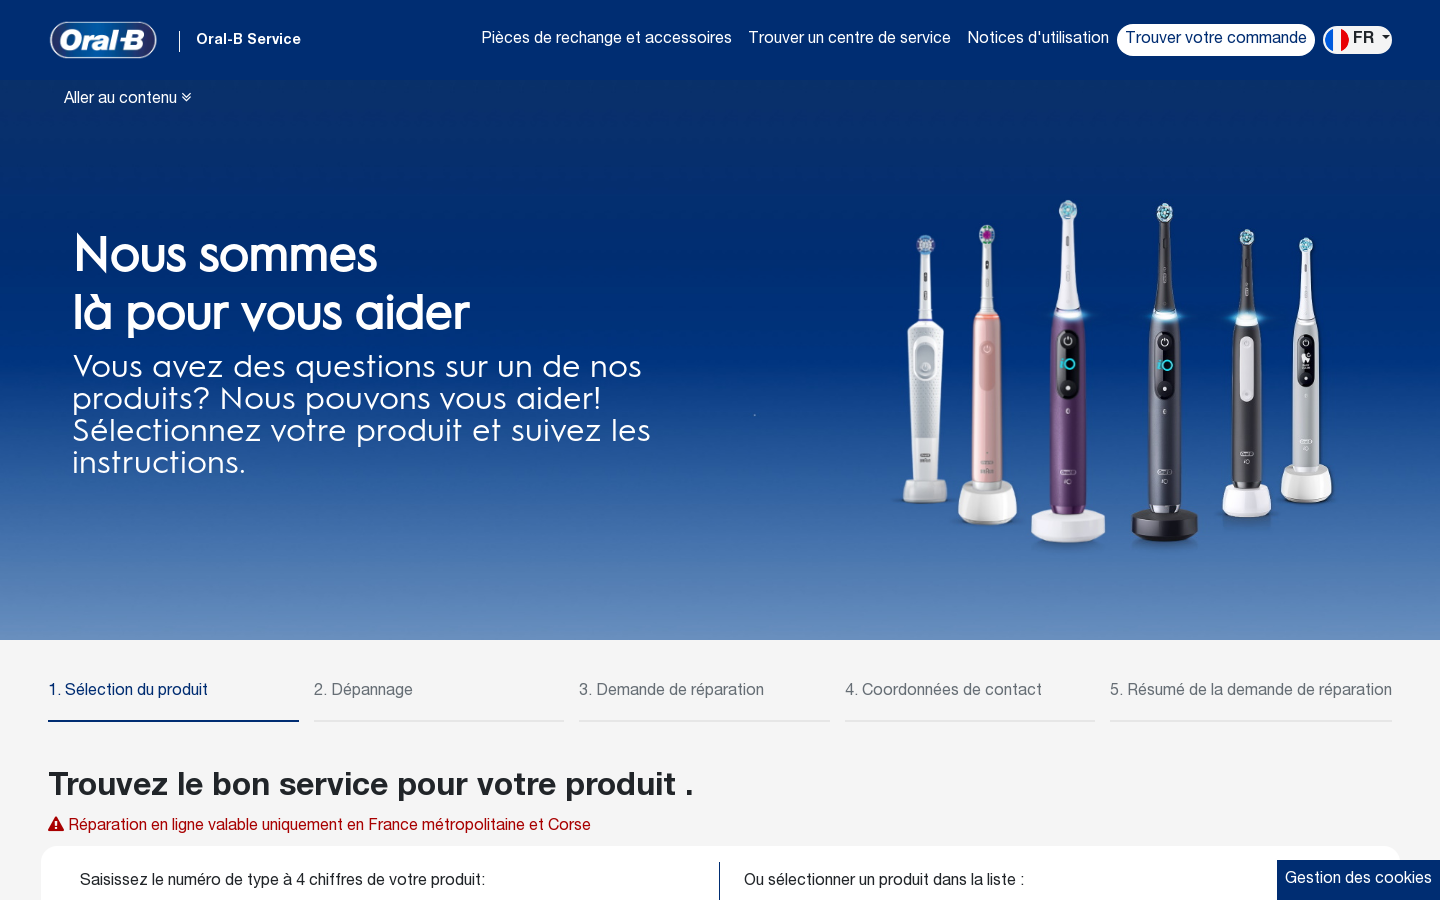 Oral-B
Oral-B Service
Pièces de rechange et accessoires
Trouver un centre de service
Notices d'utilisation
Trouver votre commande
FR
Aller au contenu
Nous sommes
là pour vous aider
Vous avez des questions sur un de nos
produits? Nous pouvons vous aider!
Sélectionnez votre produit et suivez les
instructions.
iO
iO
1. Sélection du produit
2. Dépannage
3. Demande de réparation
4. Coordonnées de contact
5. Résumé de la demande de réparation
Trouvez le bon service pour votre produit .
Réparation en ligne valable uniquement en France métropolitaine et Corse
Saisissez le numéro de type à 4 chiffres de votre produit:
Ou sélectionner un produit dans la liste :
Gestion des cookies